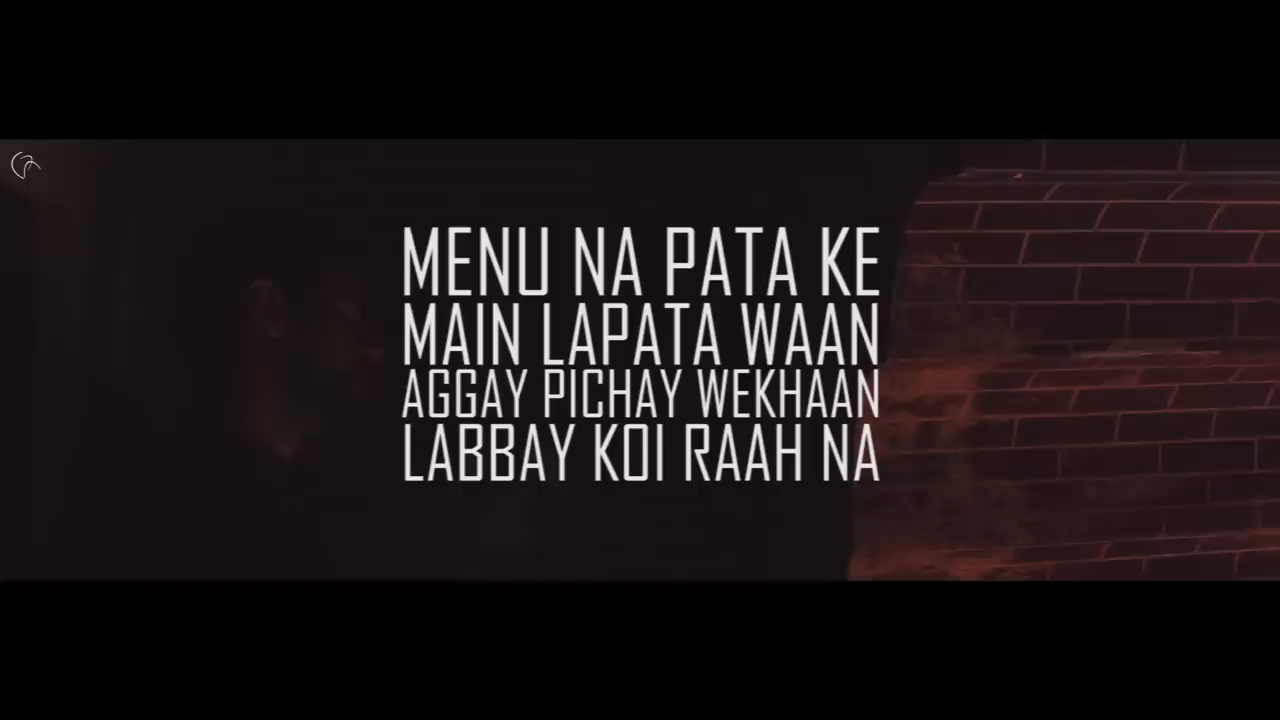 MENU NA PATA KE
MAIN LAPATA WAAN
AGGAY PICHAY WEKHAAN
LABBAY KOI RAAH NA